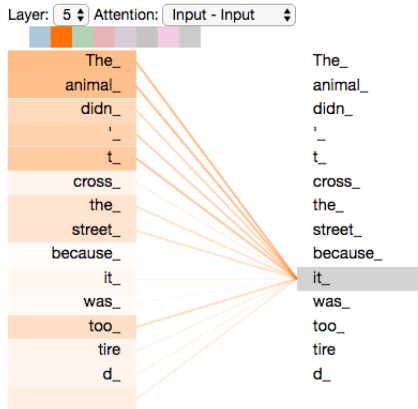 Layer: 5 Attention: Input - Input
The_ The_
animal_ animal_
didn_ didn_
'_ '_
t_ t_
cross_ cross_
the_ the_
street_ street_
because_ because_
it_ it_
was_ was_
too_ too_
tire tire
d_ d_